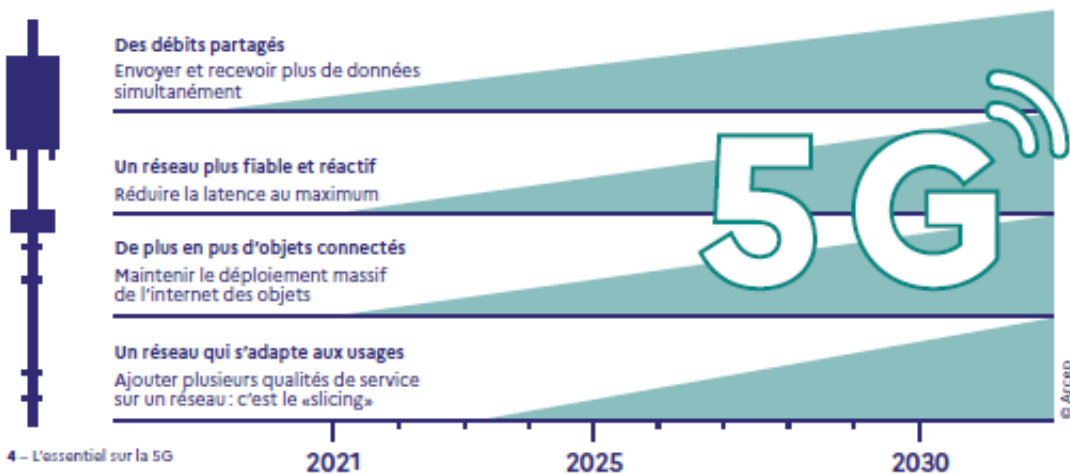 Des débits partagés
Envoyer et recevoir plus de données
simultanément
Un réseau plus fiable et réactif
Réduire la latence au maximum
De plus en pus d'objets connectés
Maintenir le déploiement massif
de l'internet des objets
Un réseau qui s'adapte aux usages
Ajouter plusieurs qualités de service
sur un réseau : c'est le «slicing»
5G
© Arcep
4 – L'essentiel sur la 5G
2021
2025
2030